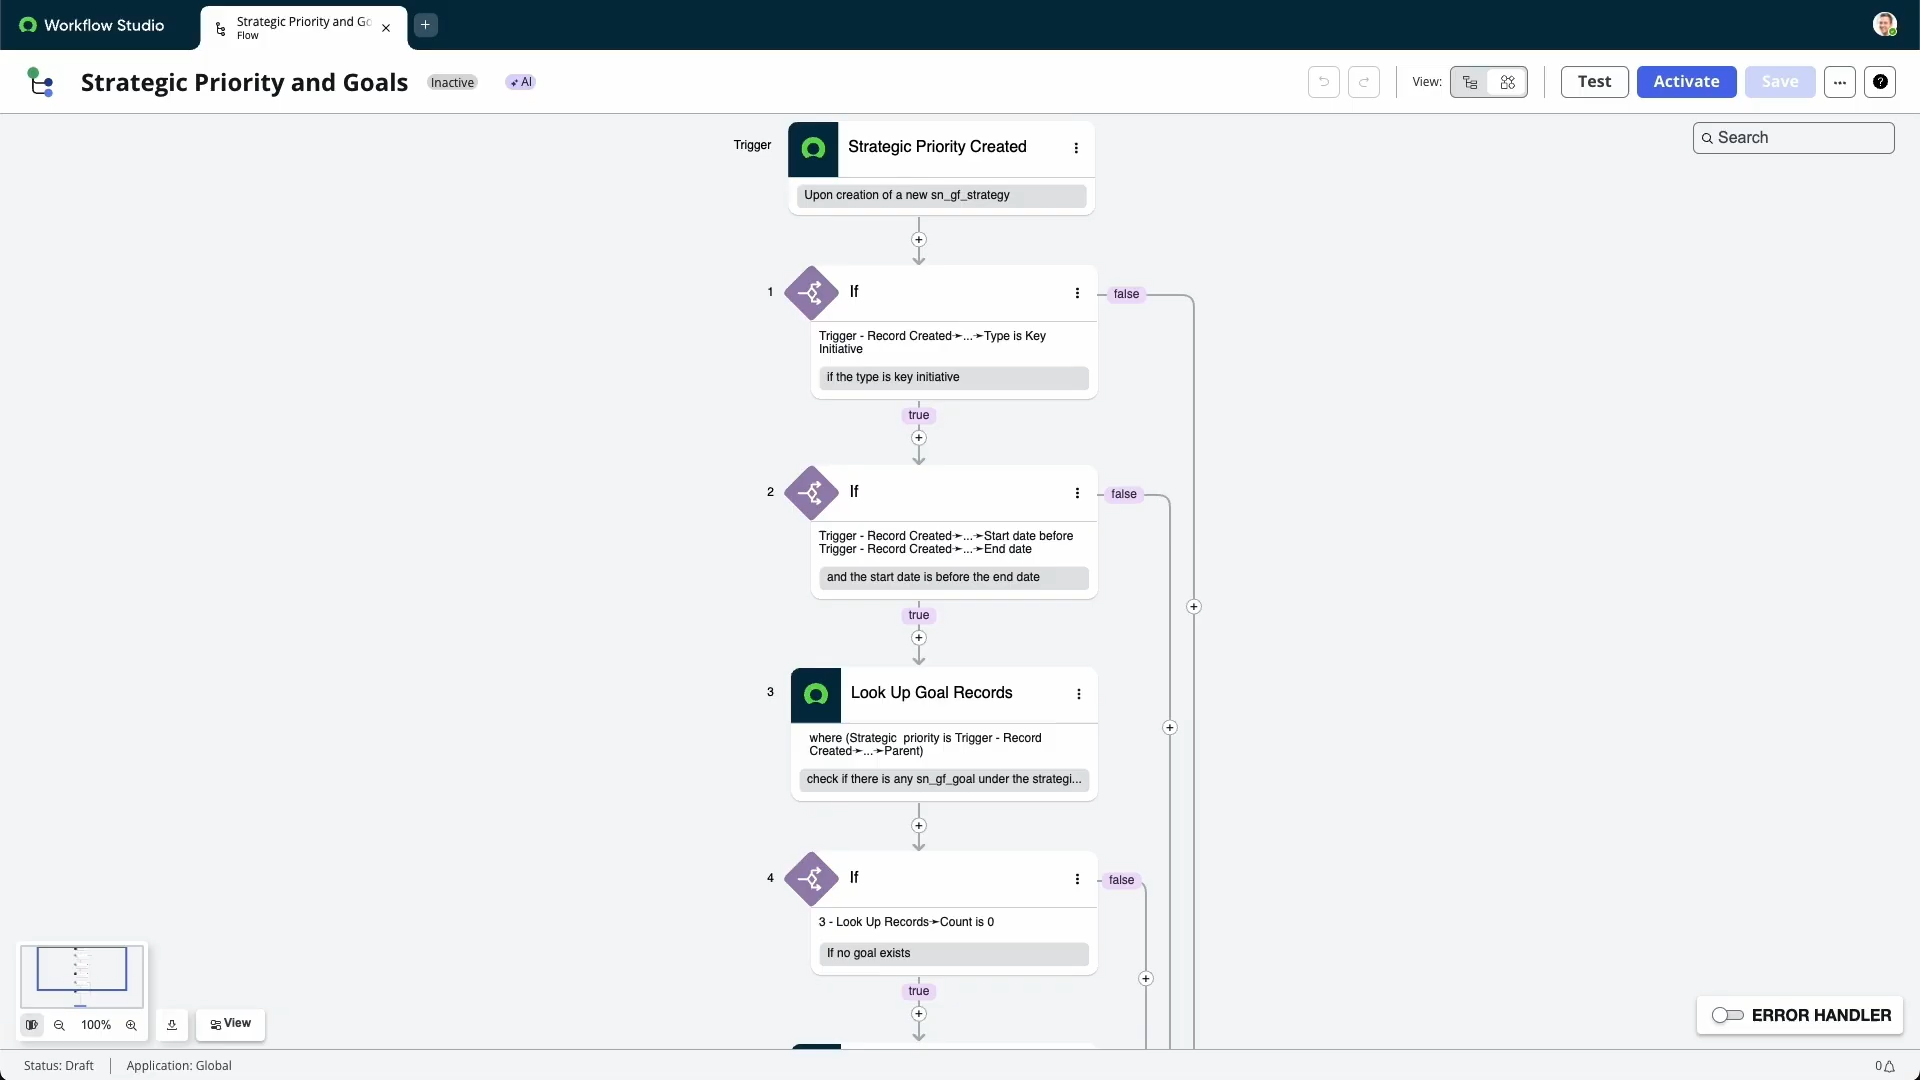 Workflow Studio
Strategic Priority and Go
Flow
Strategic Priority and Goals
Inactive
AI
View:
Test
Activate
Save
Search
Trigger
Strategic Priority Created
Upon creation of a new sn_gf_strategy
1
If
false
Trigger - Record Created➛...➛Type is Key
Initiative
if the type is key initiative
true
2
If
false
Trigger - Record Created➛...➛Start date before
Trigger - Record Created➛...➛End date
and the start date is before the end date
true
3
Look Up Goal Records
where (Strategic priority is Trigger - Record
Created➛...➛Parent)
check if there is any sn_gf_goal under the strategi...
4
If
false
3 - Look Up Records➛Count is 0
If no goal exists
true
100%
View
ERROR HANDLER
Status: Draft
Application: Global
0